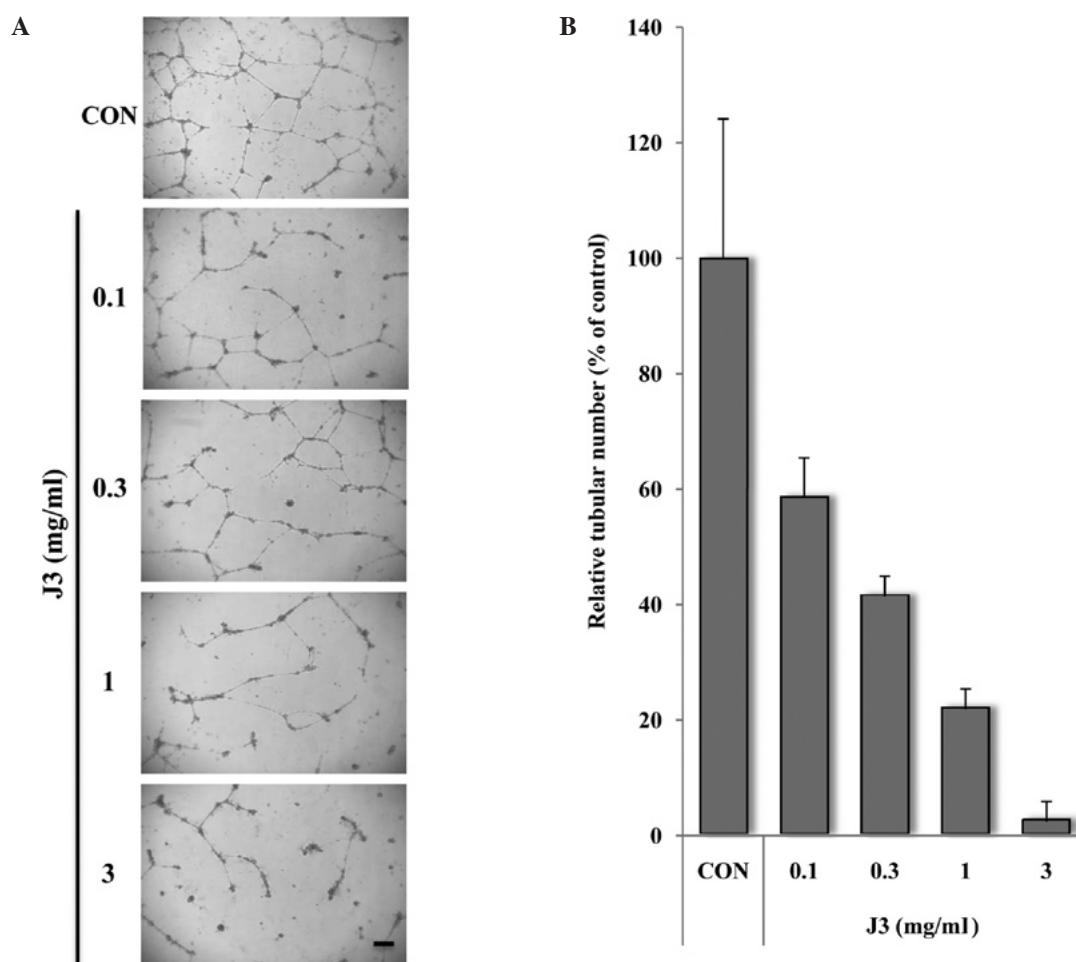 A
CON
0.1
0.3
1
3
J3 (mg/ml)
B
Relative tubular number (% of control)
140
120
100
80
60
40
20
0
CON
0.1
0.3
1
3
J3 (mg/ml)